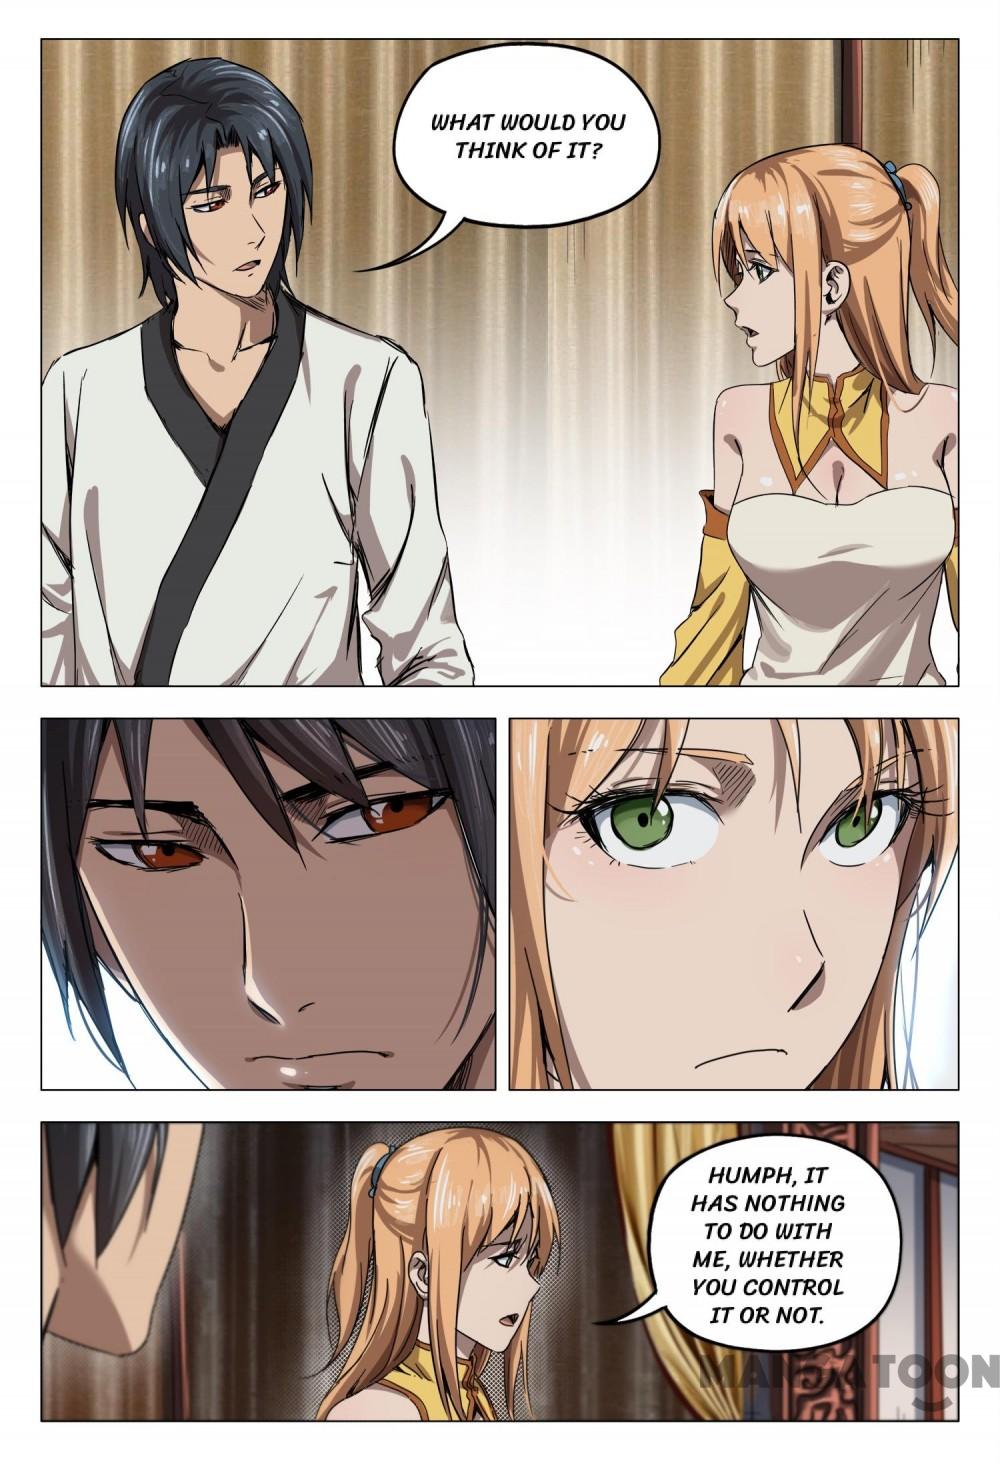 WHAT WOULD YOU
THINK OF IT?
HUMPH, IT
HAS NOTHING
TO DO WITH
ME, WHETHER
YOU CONTROL
IT OR NOT.
MANGATOON